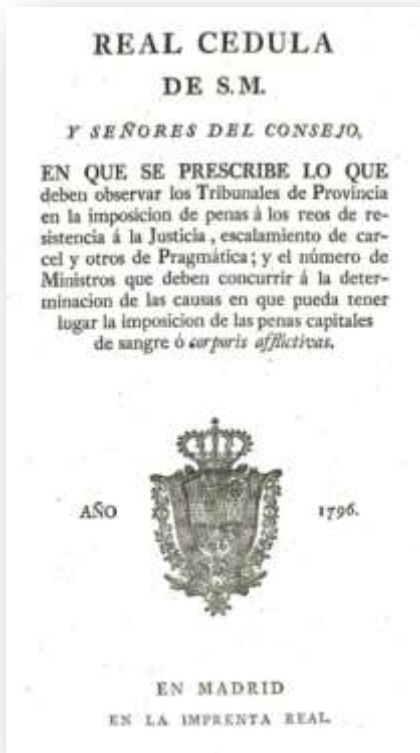 REAL CEDULA
DE S.M.
Y SEÑORES DEL CONSEJO,
EN QUE SE PRESCRIBE LO QUE
deben observar los Tribunales de Provincia
en la imposicion de penas á los reos de re-
sistencia á la Justicia, escalamiento de car-
cel y otros de Pragmática; y el número de
Ministros que deben concurrir á la deter-
minacion de las causas en que pueda tener
lugar la imposicion de las penas capitales
de sangre ò corporis afflictivas.
AÑO 1796.
EN MADRID
EN LA IMPRENTA REAL.